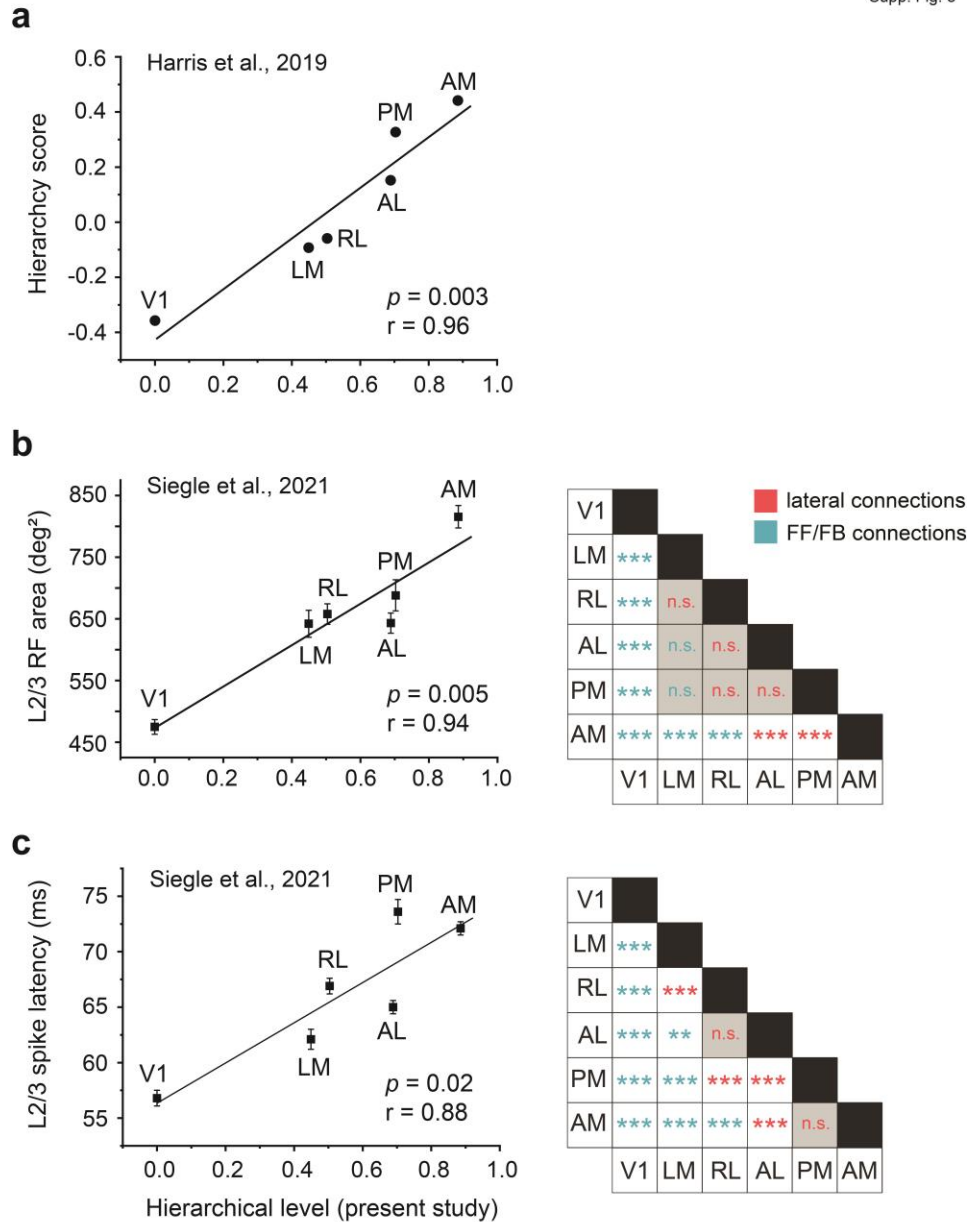 Supp. Fig. 
a
Harris et al., 2019
Hierarchcy score
0.6
0.4
0.2
0.0
-0.2
-0.4
V1
LM
RL
AL
PM
AM
p = 0.003
r = 0.96
0.0 0.2 0.4 0.6 0.8 1.0
b
Siegle et al., 2021
L2/3 RF area (deg²)
850
750
650
550
450
V1
LM
RL
AL
PM
AM
p = 0.005
r = 0.94
0.0 0.2 0.4 0.6 0.8 1.0
lateral connections
FF/FB connections
V1
LM ***
RL *** n.s.
AL *** n.s. n.s.
PM *** n.s. n.s. n.s.
AM *** *** *** *** ***
V1 LM RL AL PM AM
c
Siegle et al., 2021
L2/3 spike latency (ms)
75
70
65
60
55
V1
LM
RL
AL
PM
AM
p = 0.02
r = 0.88
0.0 0.2 0.4 0.6 0.8 1.0
Hierarchical level (present study)
V1
LM ***
RL *** ***
AL *** ** n.s.
PM *** *** *** ***
AM *** *** *** *** n.s.
V1 LM RL AL PM AM